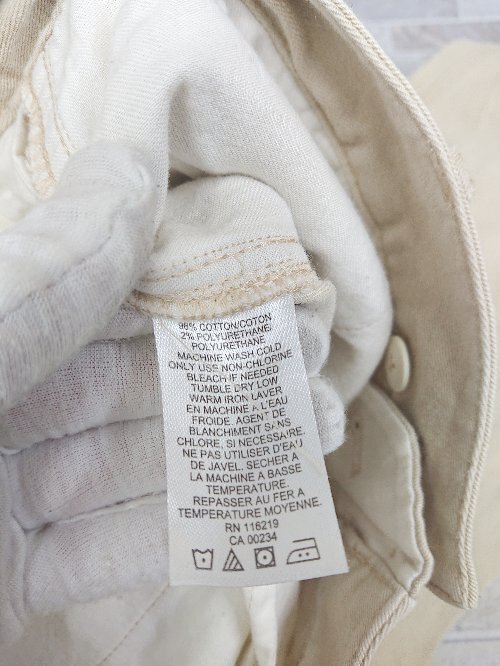 98% COTTON/COTON
2% POLYURETHANE/
POLYURETHANE
MACHINE WASH COLD
ONLY USE NON-CHLORINE
BLEACH IF NEEDED
TUMBLE DRY LOW
WARM IRON LAVER
EN MACHINE A L'EAU
FROIDE. AGENT DE
BLANCHIMENT SANS
CHLORE, SI NECESSAIRE.
NE PAS UTILISER D'EAU
DE JAVEL. SECHER A
LA MACHINE A BASSE
TEMPERATURE.
REPASSER AU FER A
TEMPERATURE MOYENNE.
RN 116219
CA 00234